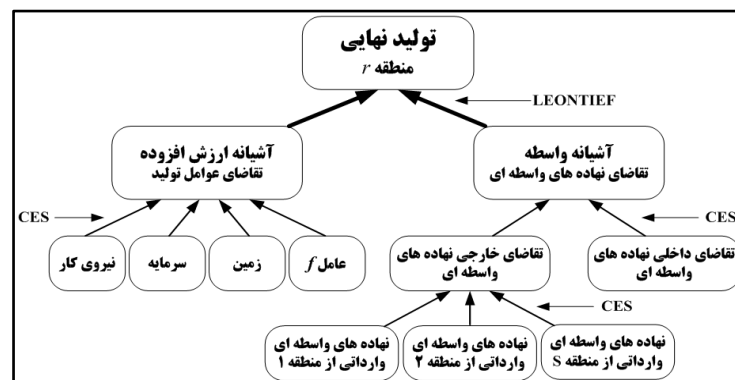 تولید نهایی
منطقه r
LEONTIEF
آشیانه واسطه
تقاضای نهاده های واسطه ای
آشیانه ارزش افزوده
تقاضای عوامل تولید
CES
CES
تقاضای داخلی نهاده های
واسطه ای
تقاضای خارجی نهاده های
واسطه ای
عامل f
زمین
سرمایه
نیروی کار
CES
نهاده های واسطه ای
وارداتی از منطقه S
نهاده های واسطه ای
وارداتی از منطقه ۲
نهاده های واسطه ای
وارداتی از منطقه ۱